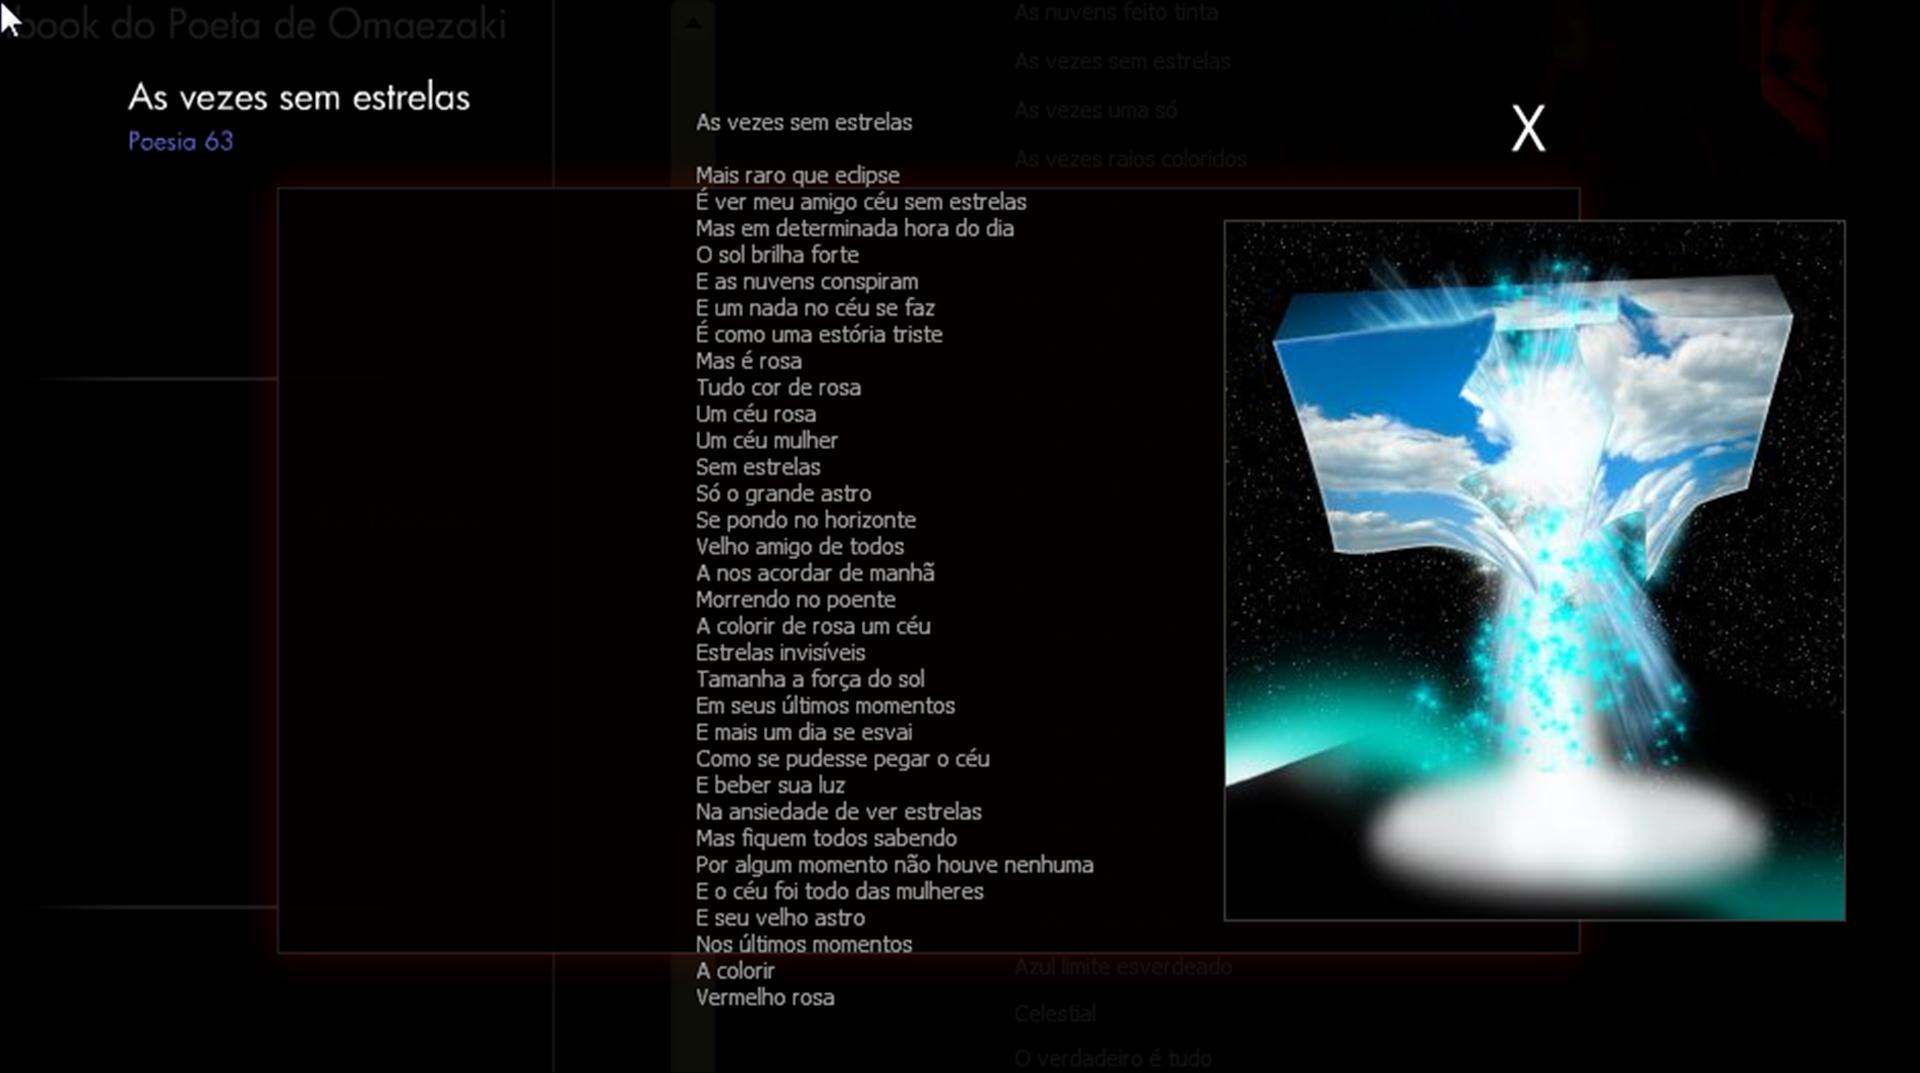 book do Poeta de Omaezaki
As vezes sem estrelas
Poesia 63
X
As vezes sem estrelas
Mais raro que eclipse
É ver meu amigo céu sem estrelas
Mas em determinada hora do dia
O sol brilha forte
E as nuvens conspiram
E um nada no céu se faz
É como uma estória triste
Mas é rosa
Tudo cor de rosa
Um céu rosa
Um céu mulher
Sem estrelas
Só o grande astro
Se pondo no horizonte
Velho amigo de todos
A nos acordar de manhã
Morrendo no poente
A colorir de rosa um céu
Estrelas invisíveis
Tamanha a força do sol
Em seus últimos momentos
E mais um dia se esvai
Como se pudesse pegar o céu
E beber sua luz
Na ansiedade de ver estrelas
Mas fiquem todos sabendo
Por algum momento não houve nenhuma
E o céu foi todo das mulheres
E seu velho astro
Nos últimos momentos
A colorir
Vermelho rosa
As nuvens feito tinta
As vezes sem estrelas
As vezes uma só
As vezes raios coloridos
Azul limite esverdeado
Celestial
O verdadeiro é tudo